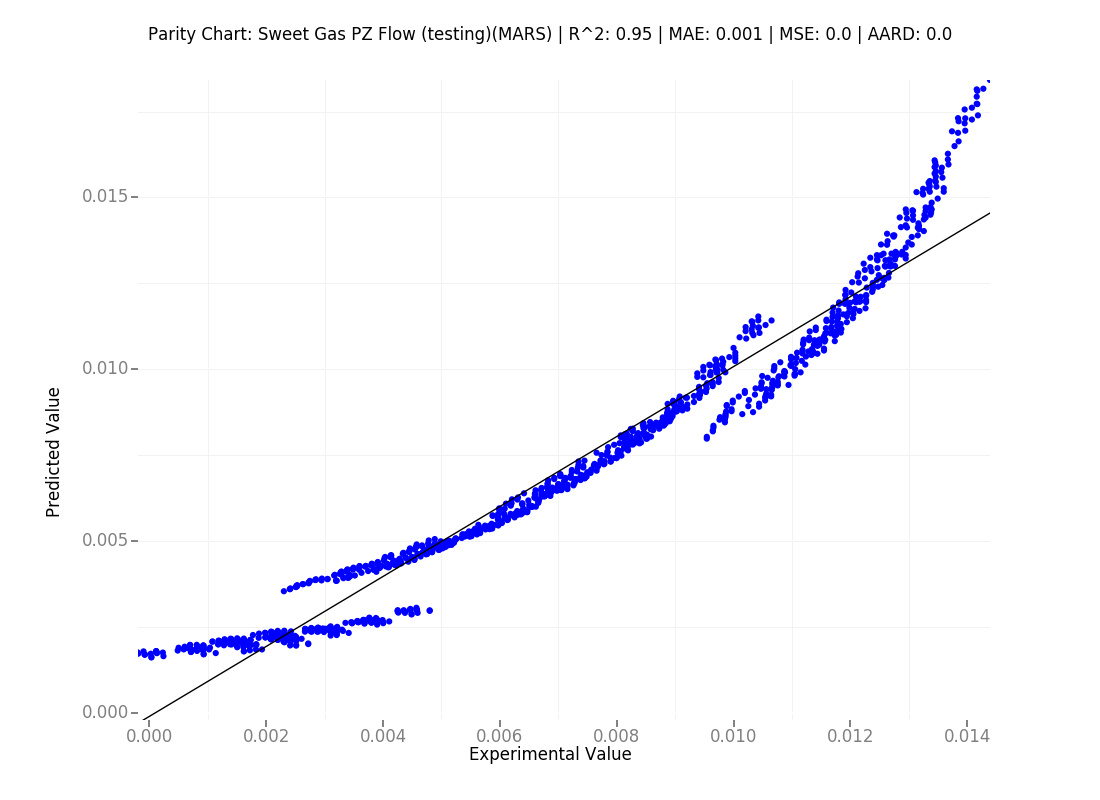 Parity Chart: Sweet Gas PZ Flow (testing)(MARS) | R^2: 0.95 | MAE: 0.001 | MSE: 0.0 | AARD: 0.0
0.015
0.010
Predicted Value
0.005
0.000
0.000 0.002 0.004 0.006 0.008 0.010 0.012 0.014
Experimental Value